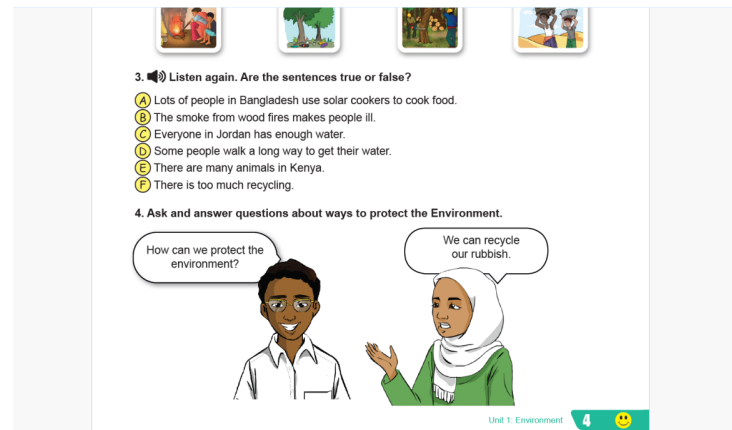 3. Listen again. Are the sentences true or false?
A Lots of people in Bangladesh use solar cookers to cook food.
B The smoke from wood fires makes people ill.
C Everyone in Jordan has enough water.
D Some people walk a long way to get their water.
E There are many animals in Kenya.
F There is too much recycling.
4. Ask and answer questions about ways to protect the Environment.
How can we protect the
environment?
We can recycle
our rubbish.
Unit 1: Environment 4